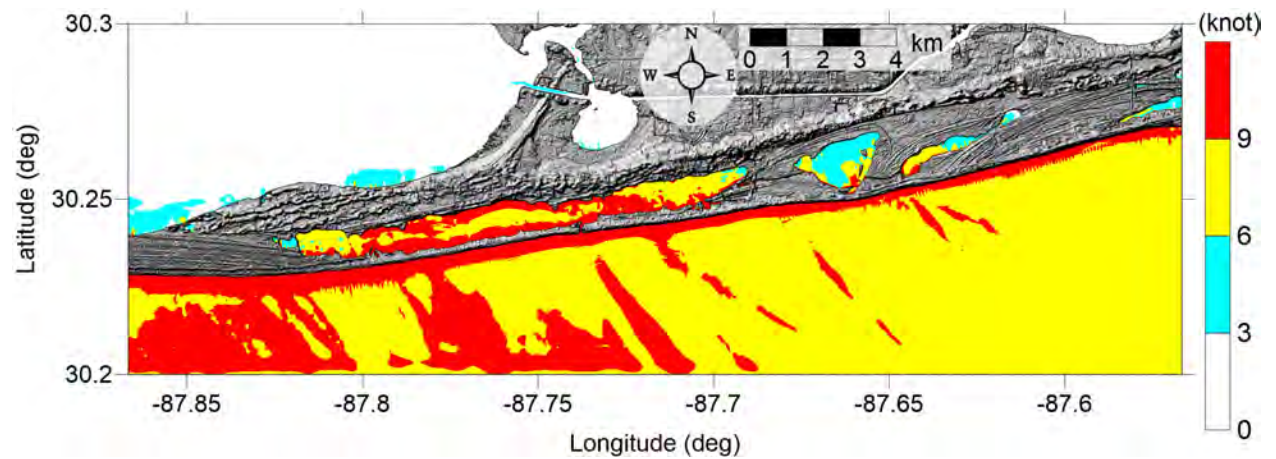 30.3
30.25
30.2
Latitude (deg)
-87.85
-87.8
-87.75
-87.7
-87.65
-87.6
Longitude (deg)
N
W E
S
0 1 2 3 4
km
(knot)
9
6
3
0